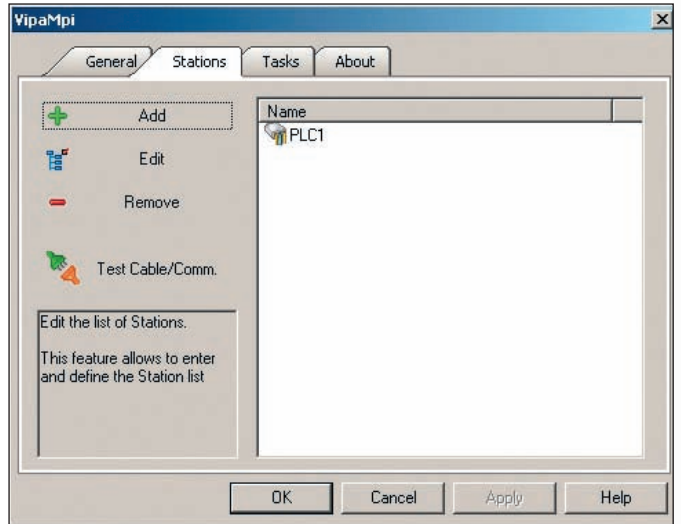 VipaMpi
General Stations Tasks About
Add
Edit
Remove
Test Cable/Comm.
Edit the list of Stations.
This feature allows to enter
and define the Station list
Name
PLC1
OK Cancel Apply Help